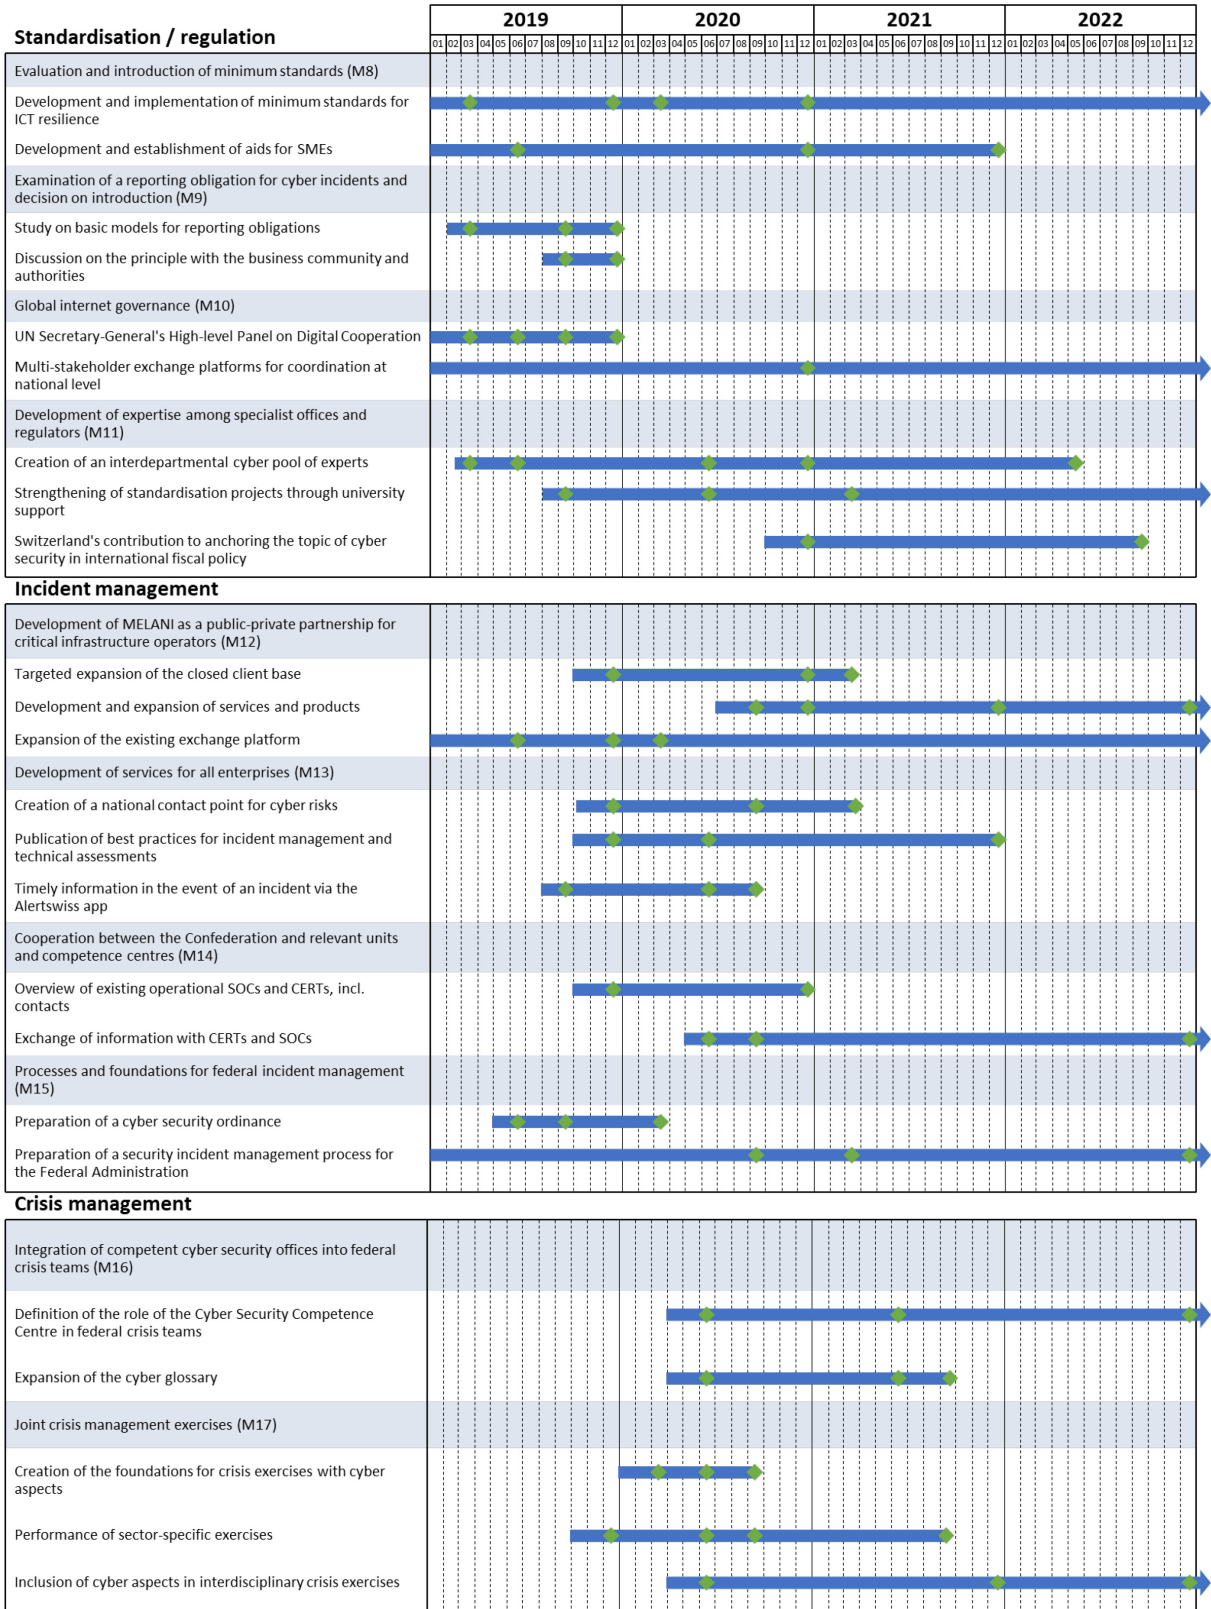 2019 2020 2021 2022
Standardisation / regulation
01 02 03 04 05 06 07 08 09 10 11 12 01 02 03 04 05 06 07 08 09 10 11 12 01 02 03 04 05 06 07 08 09 10 11 12 01 02 03 04 05 06 07 08 09 10 11 12
Evaluation and introduction of minimum standards (M8)
Development and implementation of minimum standards for
ICT resilience
Development and establishment of aids for SMEs
Examination of a reporting obligation for cyber incidents and
decision on introduction (M9)
Study on basic models for reporting obligations
Discussion on the principle with the business community and
authorities
Global internet governance (M10)
UN Secretary-General's High-level Panel on Digital Cooperation
Multi-stakeholder exchange platforms for coordination at
national level
Development of expertise among specialist offices and
regulators (M11)
Creation of an interdepartmental cyber pool of experts
Strengthening of standardisation projects through university
support
Switzerland's contribution to anchoring the topic of cyber
security in international fiscal policy
Incident management
Development of MELANI as a public-private partnership for
critical infrastructure operators (M12)
Targeted expansion of the closed client base
Development and expansion of services and products
Expansion of the existing exchange platform
Development of services for all enterprises (M13)
Creation of a national contact point for cyber risks
Publication of best practices for incident management and
technical assessments
Timely information in the event of an incident via the
Alertswiss app
Cooperation between the Confederation and relevant units
and competence centres (M14)
Overview of existing operational SOCs and CERTs, incl.
contacts
Exchange of information with CERTs and SOCs
Processes and foundations for federal incident management
(M15)
Preparation of a cyber security ordinance
Preparation of a security incident management process for
the Federal Administration
Crisis management
Integration of competent cyber security offices into federal
crisis teams (M16)
Definition of the role of the Cyber Security Competence
Centre in federal crisis teams
Expansion of the cyber glossary
Joint crisis management exercises (M17)
Creation of the foundations for crisis exercises with cyber
aspects
Performance of sector-specific exercises
Inclusion of cyber aspects in interdisciplinary crisis exercises